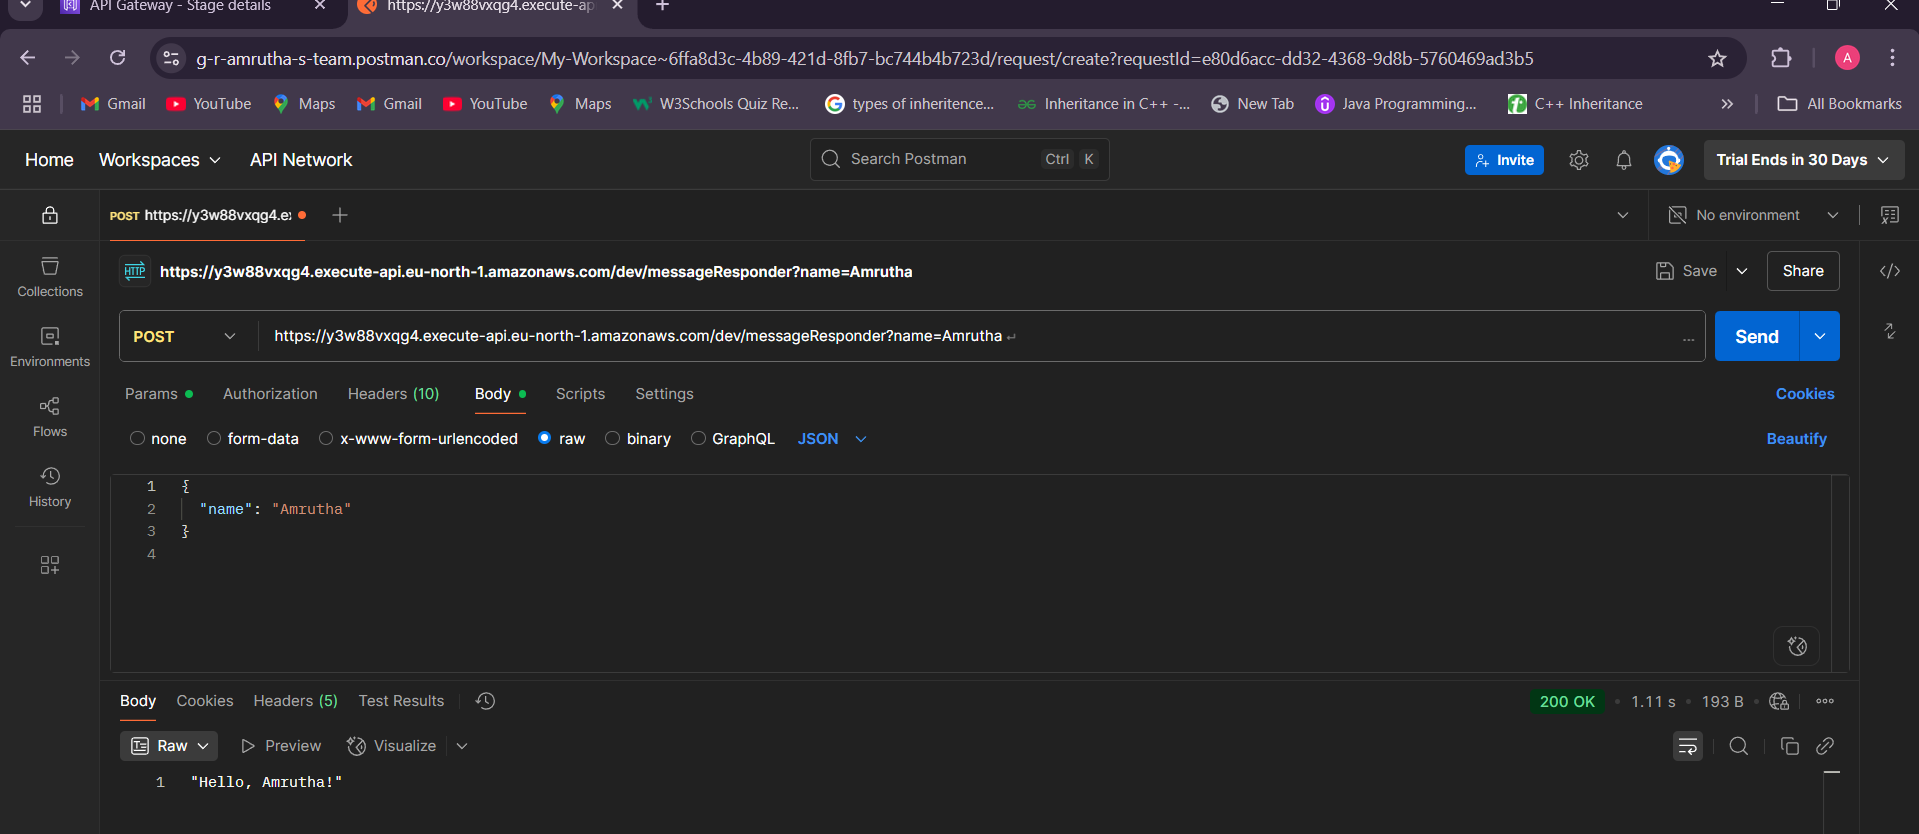 API Gateway - Stage details
https://y3w88vxqg4.execute-ap
g-r-amrutha-s-team.postman.co/workspace/My-Workspace~6ffa8d3c-4b89-421d-8fb7-bc744b4b723d/request/create?requestId=e80d6acc-dd32-4368-9d8b-5760469ad3b5
A
Gmail YouTube Maps Gmail YouTube Maps W3Schools Quiz Re... types of inheritence... Inheritance in C++ -... New Tab Java Programming... C++ Inheritance » All Bookmarks
Home Workspaces API Network Search Postman Ctrl K Invite Trial Ends in 30 Days
POST https://y3w88vxqg4.e No environment
HTTP https://y3w88vxqg4.execute-api.eu-north-1.amazonaws.com/dev/messageResponder?name=Amrutha Save Share
Collections
POST https://y3w88vxqg4.execute-api.eu-north-1.amazonaws.com/dev/messageResponder?name=Amrutha ... Send
Environments
Params Authorization Headers (10) Body Scripts Settings Cookies
Flows
none form-data x-www-form-urlencoded raw binary GraphQL JSON Beautify
History
1 {
2 "name": "Amrutha"
3 }
4
Body Cookies Headers (5) Test Results 200 OK • 1.11 s • 193 B •
Raw Preview Visualize
1 "Hello, Amrutha!"